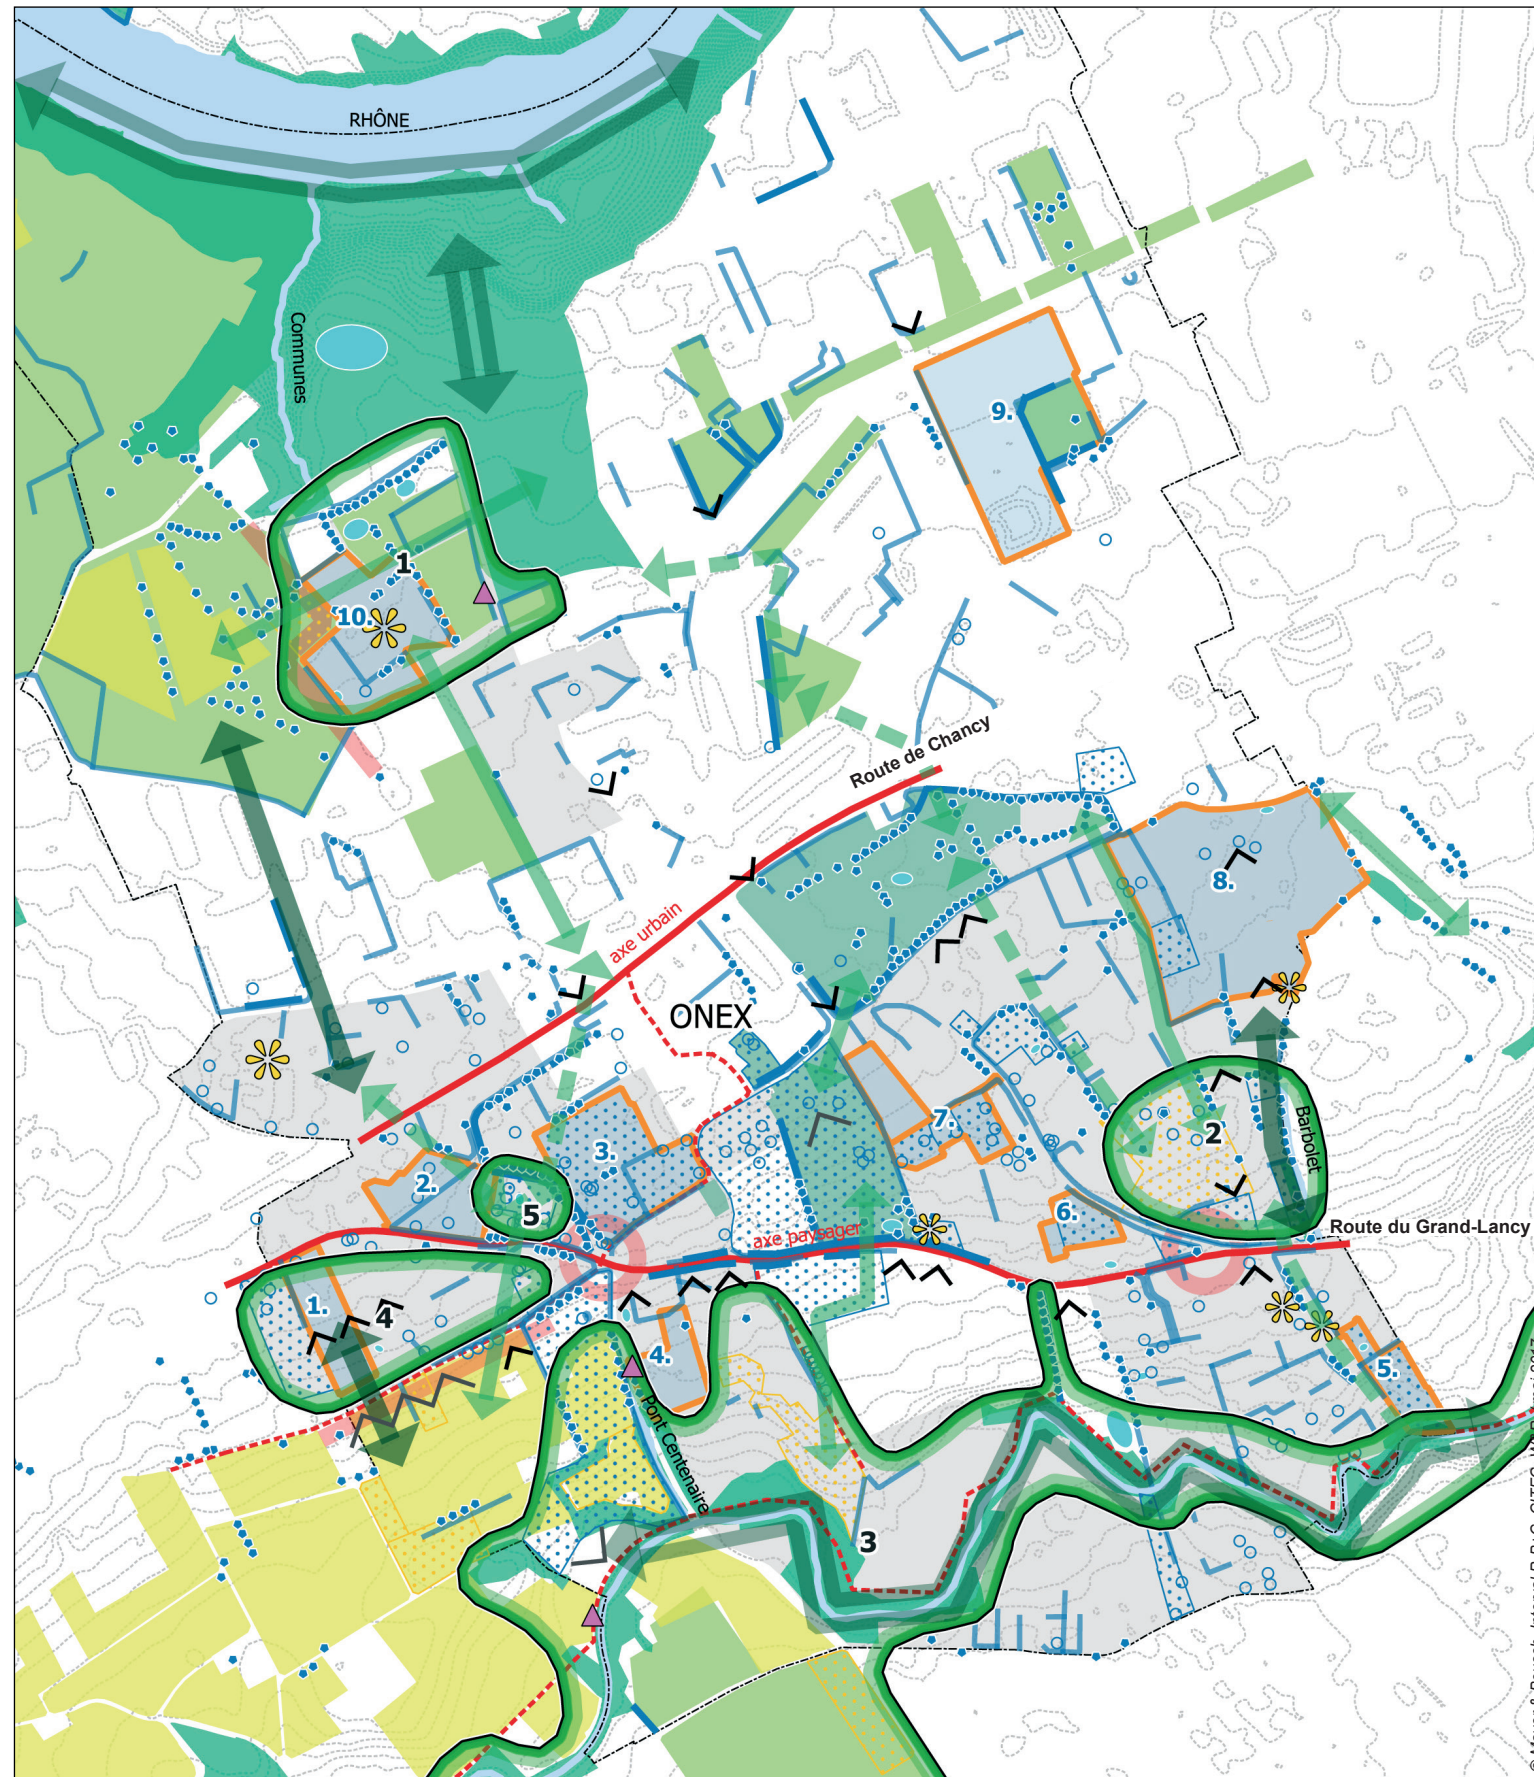 RHÔNE
Communes
9.
1
10.
Route de Chancy
8.
axe urbain
ONEX
3.
7.
2.
2
Barbolet
5
6.
axe paysager
Route du Grand-Lancy
1.
4
4.
5.
Pont Centenaire
3